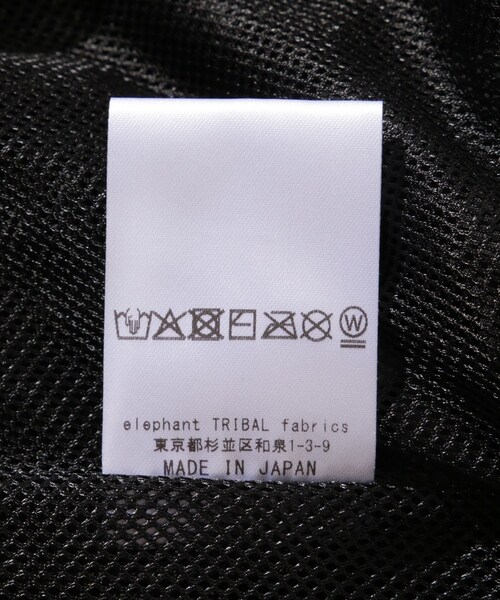 W
elephant TRIBAL fabrics
東京都杉並区和泉1-3-9
MADE IN JAPAN